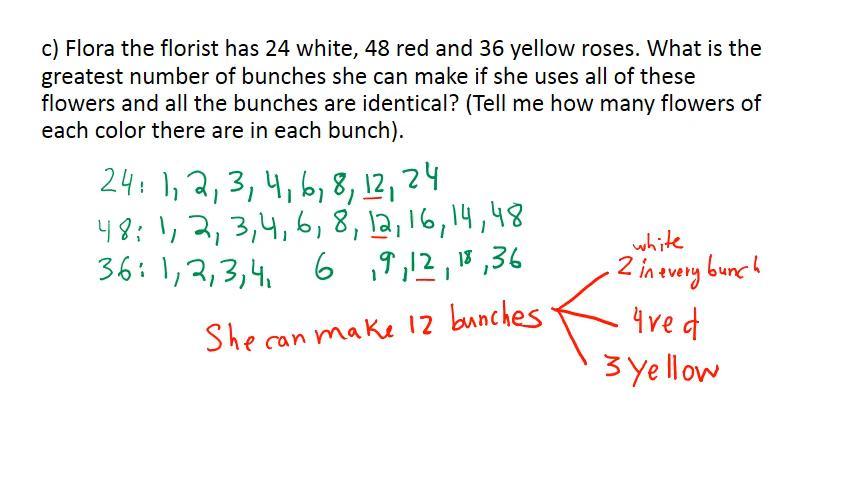 c) Flora the florist has 24 white, 48 red and 36 yellow roses. What is the
greatest number of bunches she can make if she uses all of these
flowers and all the bunches are identical? (Tell me how many flowers of
each color there are in each bunch).
24: 1, 2, 3, 4, 6, 8, 12, 24
48: 1, 2, 3, 4, 6, 8, 12, 16, 14, 48
36: 1, 2, 3, 4, 6 , 9, 12, 18, 36
She can make 12 bunches
white
2 in every bunch
4 red
3 yellow